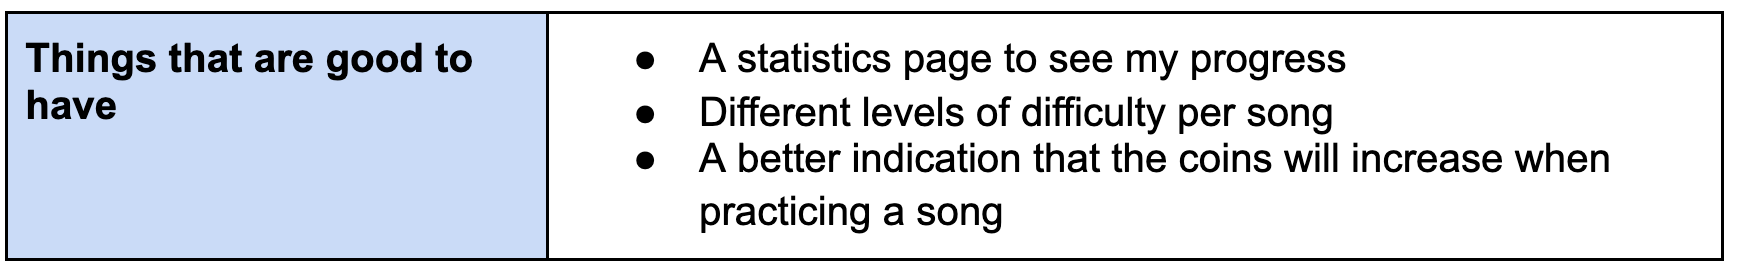 Things that are good to
have
● A statistics page to see my progress
● Different levels of difficulty per song
● A better indication that the coins will increase when
practicing a song